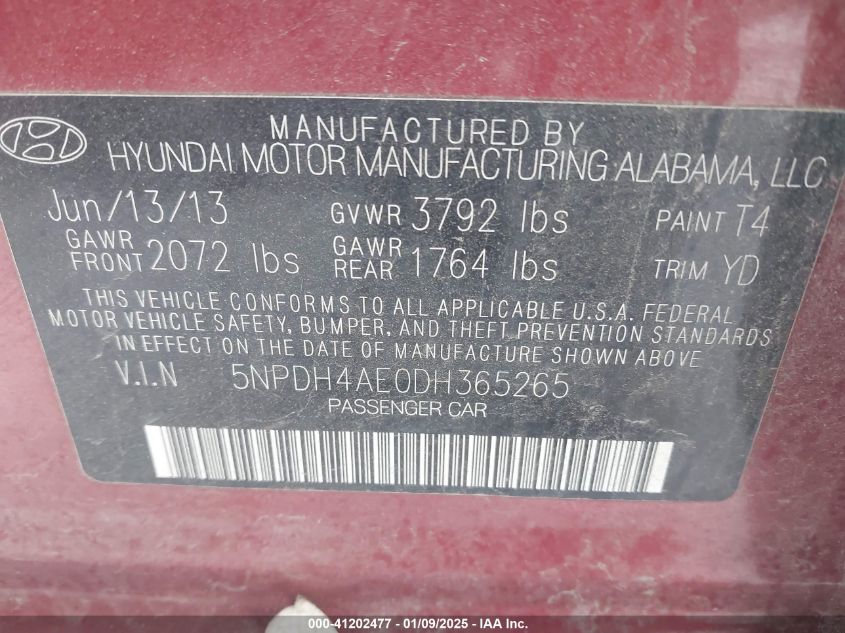 MANUFACTURED BY
HYUNDAI MOTOR MANUFACTURING ALABAMA, LLC
Jun/13/13 GVWR 3792 lbs PAINT T4
GAWR FRONT 2072 lbs GAWR REAR 1764 lbs TRIM YD
THIS VEHICLE CONFORMS TO ALL APPLICABLE U.S.A. FEDERAL
MOTOR VEHICLE SAFETY, BUMPER, AND THEFT PREVENTION STANDARDS
IN EFFECT ON THE DATE OF MANUFACTURE SHOWN ABOVE
V.I.N 5NPDH4AE0DH365265
PASSENGER CAR
000-41202477 - 01/09/2025 - IAA Inc.